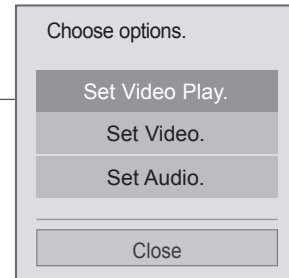 Choose options.
Set Video Play.
Set Video.
Set Audio.
Close